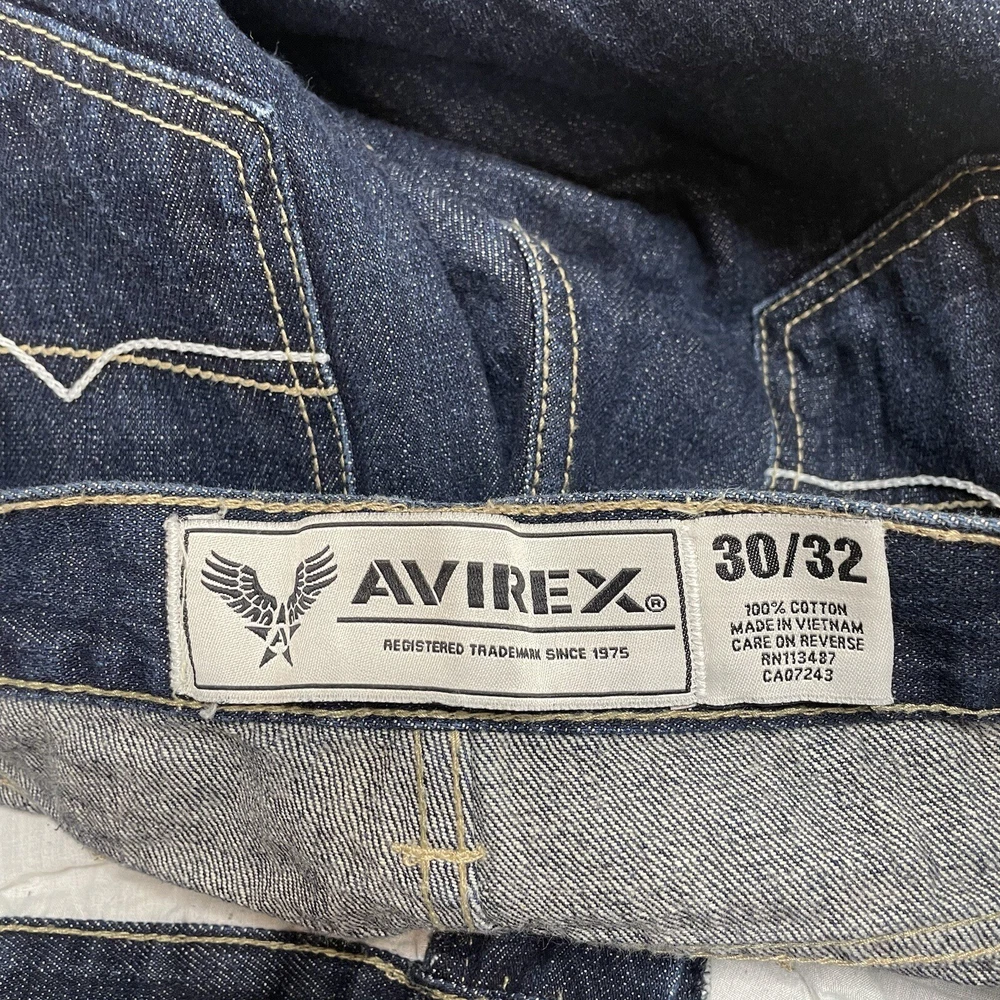 A
AVIREX®
REGISTERED TRADEMARK SINCE 1975
30/32
100% COTTON
MADE IN VIETNAM
CARE ON REVERSE
RN113487
CA07243